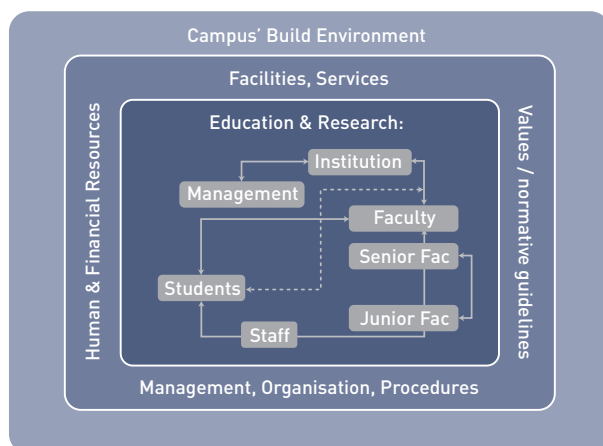 Campus’ Build Environment
Facilities, Services
Human & Financial Resources
Values / normative guidelines
Education & Research:
Institution
Management
Faculty
Senior Fac
Students
Junior Fac
Staff
Management, Organisation, Procedures